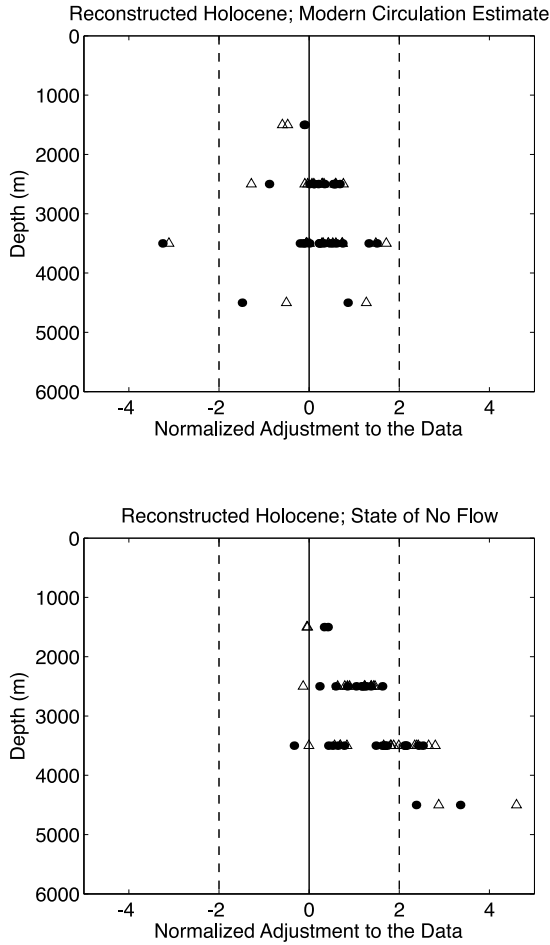 Reconstructed Holocene; Modern Circulation Estimate
0
1000
2000
3000
4000
5000
6000
Depth (m)
-4 -2 0 2 4
Normalized Adjustment to the Data
Reconstructed Holocene; State of No Flow
0
1000
2000
3000
4000
5000
6000
Depth (m)
-4 -2 0 2 4
Normalized Adjustment to the Data